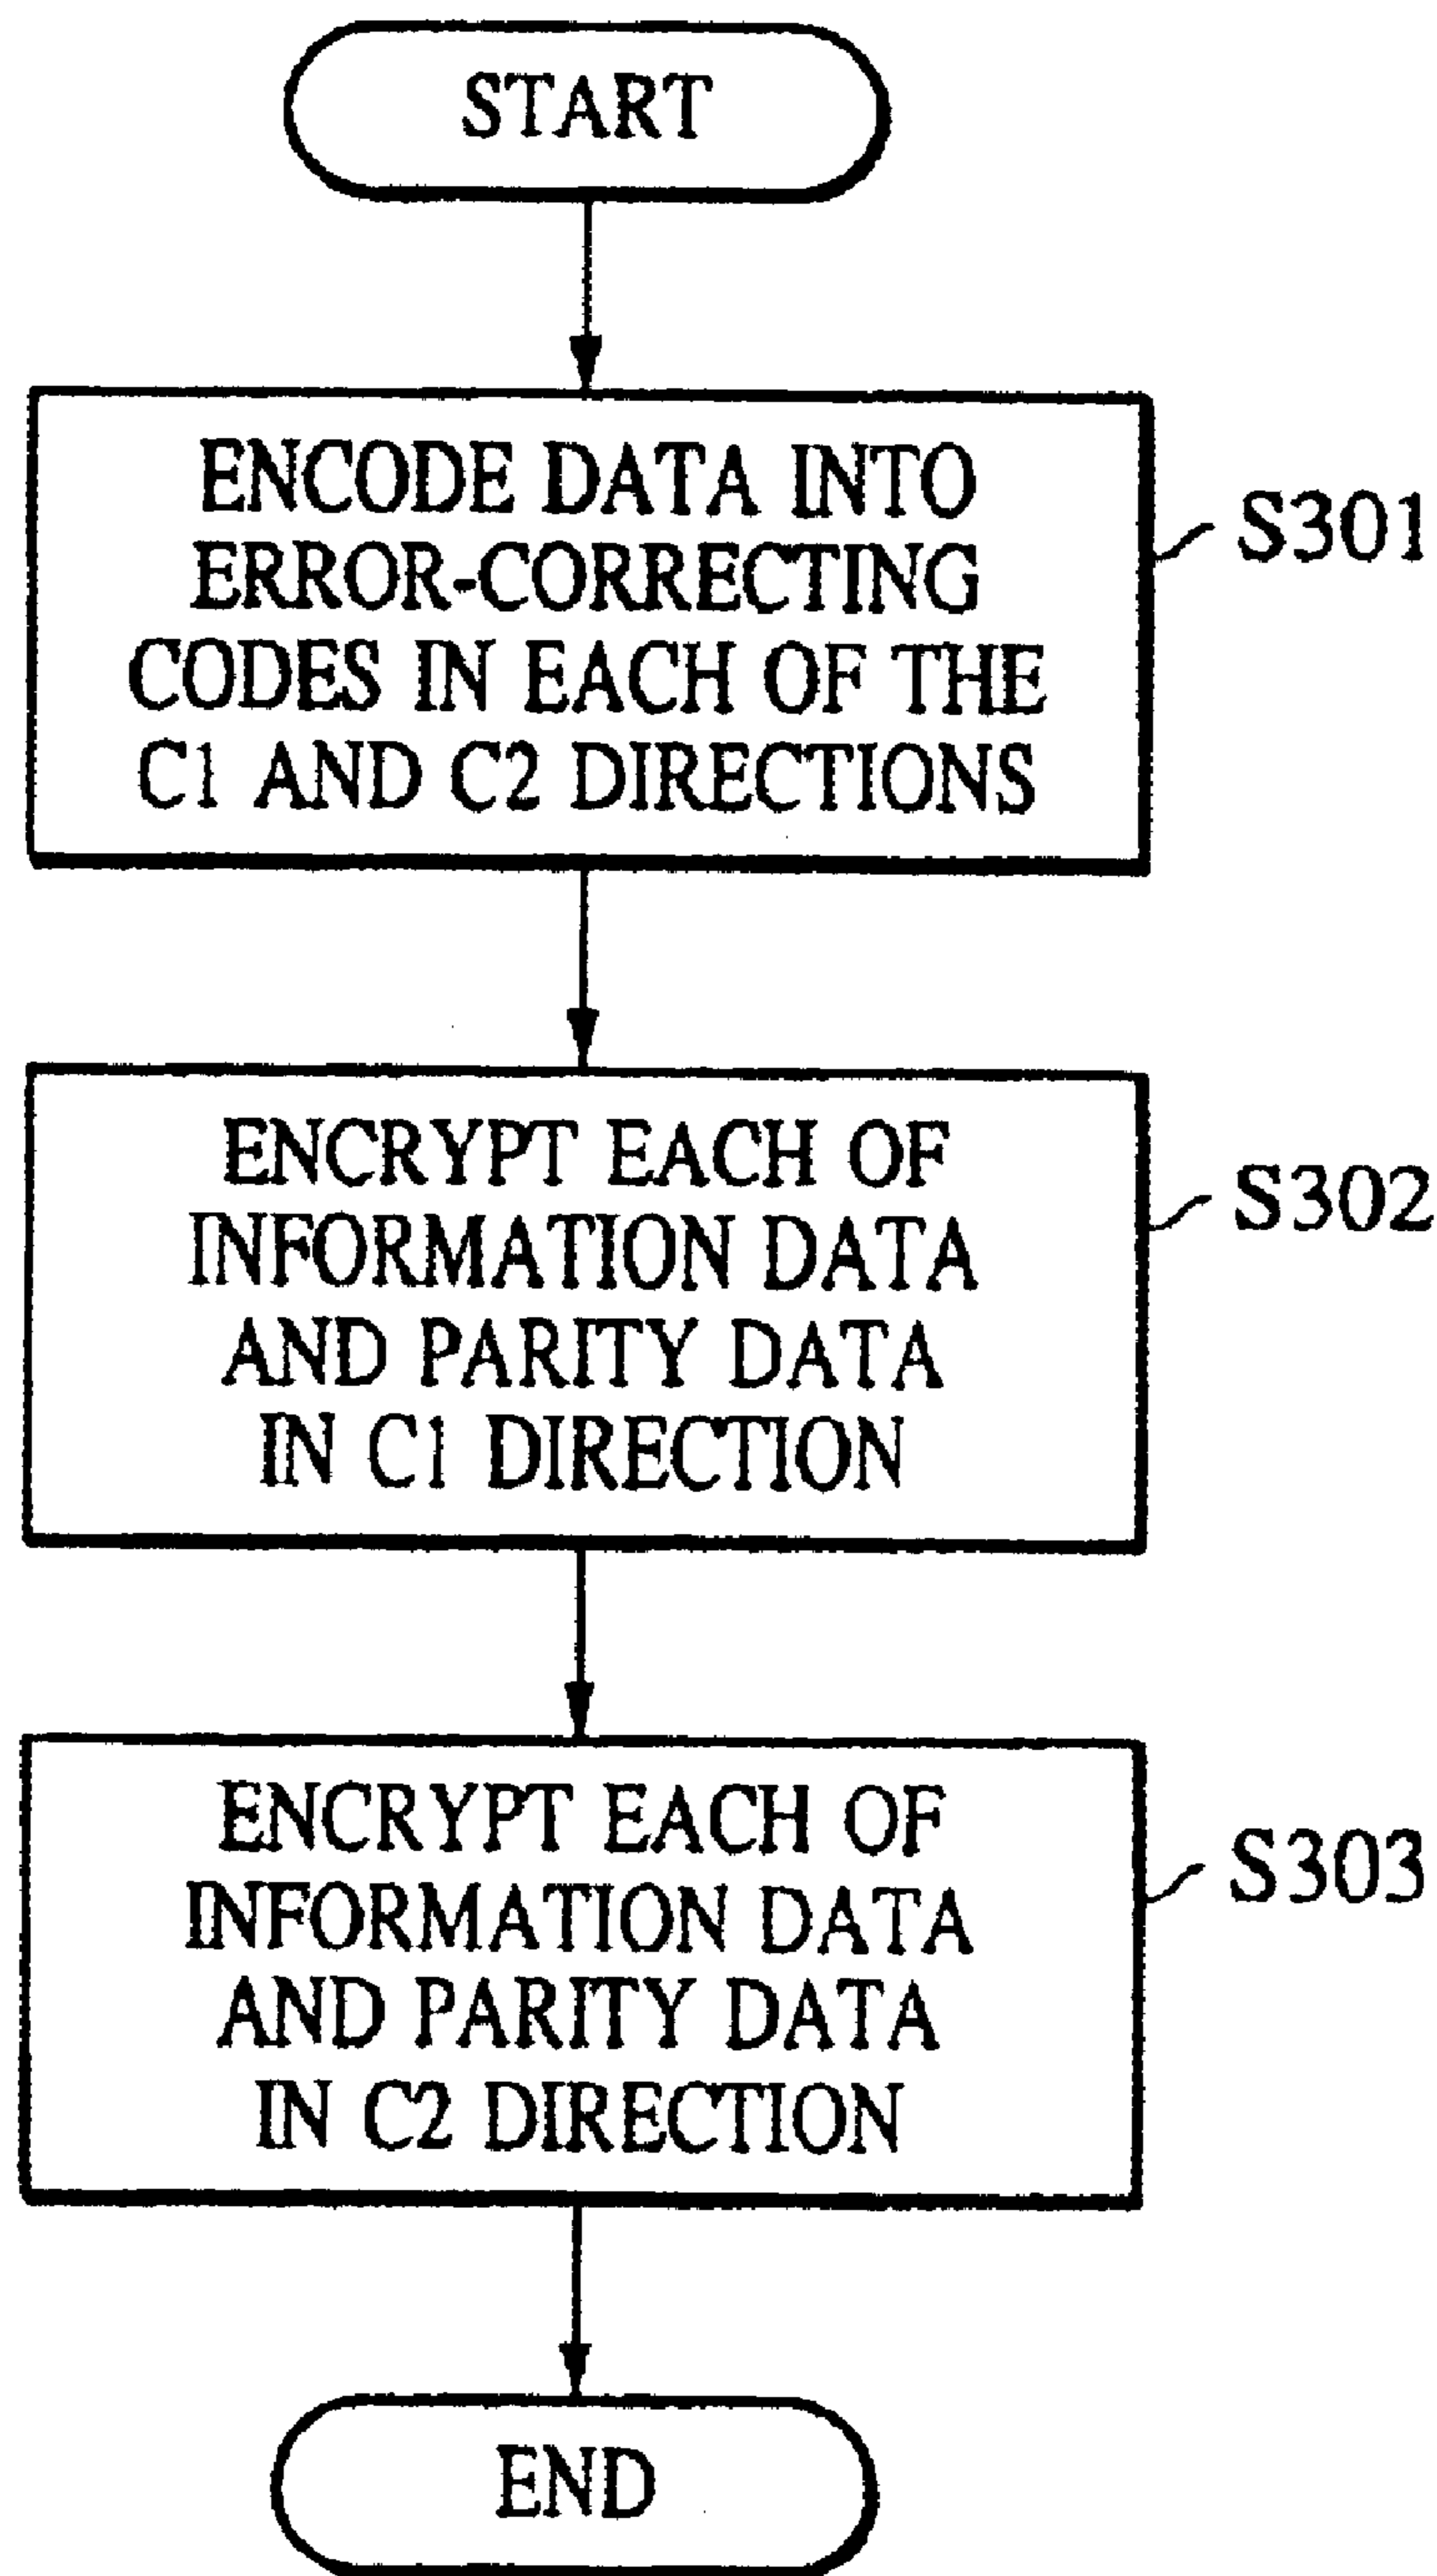 START
ENCODE DATA INTO
ERROR-CORRECTING
CODES IN EACH OF THE
C1 AND C2 DIRECTIONS
S301
ENCRYPT EACH OF
INFORMATION DATA
AND PARITY DATA
IN C1 DIRECTION
S302
ENCRYPT EACH OF
INFORMATION DATA
AND PARITY DATA
IN C2 DIRECTION
S303
END